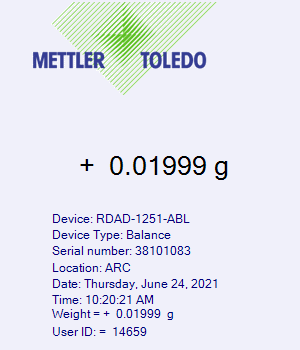 METTLER TOLEDO
+ 0.01999 g
Device: RDAD-1251-ABL
Device Type: Balance
Serial number: 38101083
Location: ARC
Date: Thursday, June 24, 2021
Time: 10:20:21 AM
Weight = + 0.01999 g
User ID: = 14659